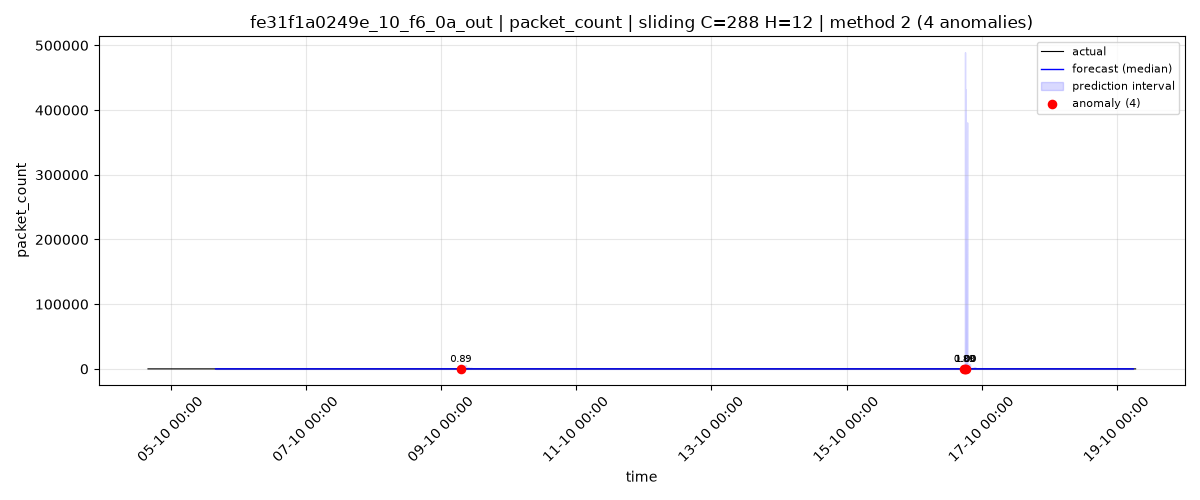 fe31f1a0249e_10_f6_0a_out | packet_count | sliding C=288 H=12 | method 2 (4 anomalies)
500000
400000
300000
200000
100000
0
packet_count
actual
forecast (median)
prediction interval
anomaly (4)
0.89
05-10 00:00
07-10 00:00
09-10 00:00
11-10 00:00
13-10 00:00
15-10 00:00
17-10 00:00
19-10 00:00
time